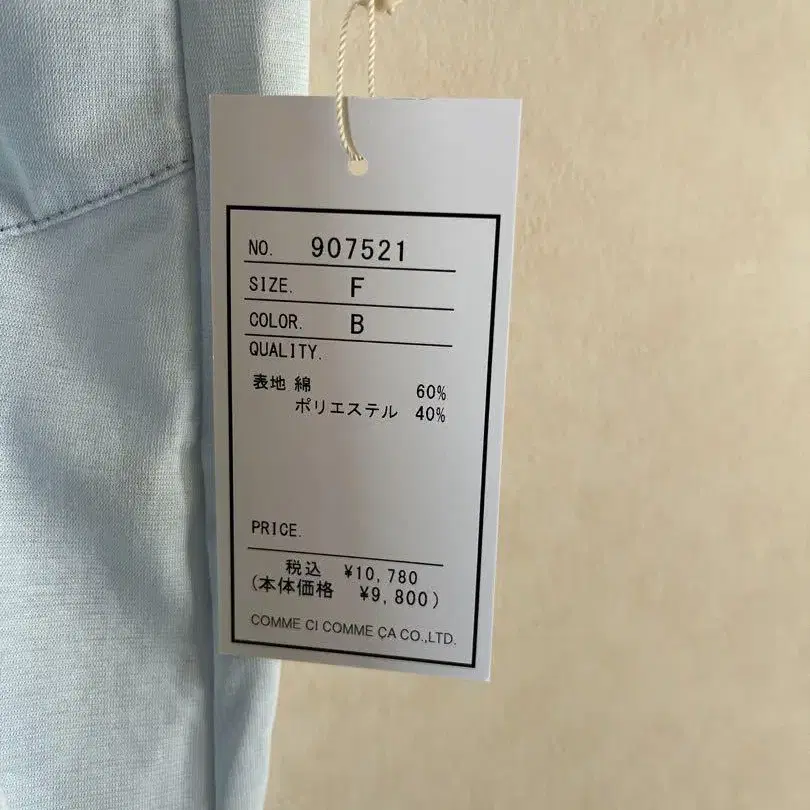 NO. 907521
SIZE. F
COLOR. B
QUALITY.
表地 綿 60%
ポリエステル 40%
PRICE.
税込 ¥10,780
(本体価格 ¥9,800)
COMME CI COMME ÇA CO.,LTD.